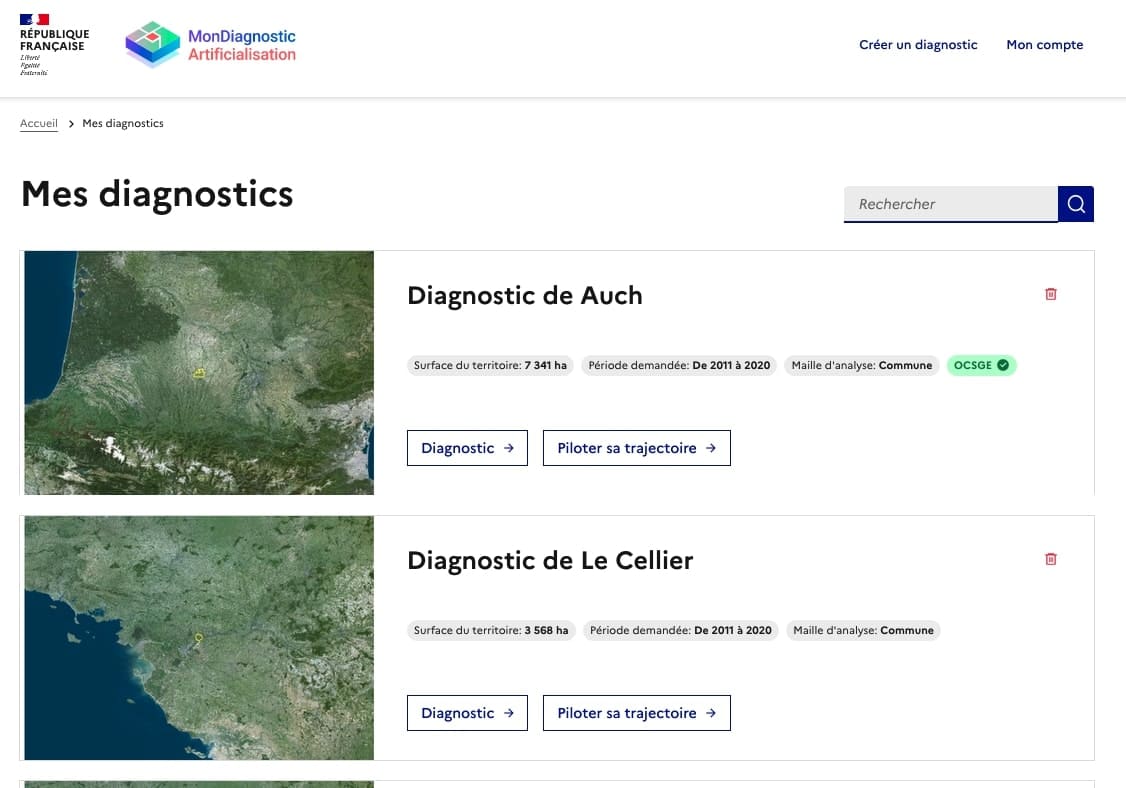 RÉPUBLIQUE
FRANÇAISE
Liberté
Égalité
Fraternité
MonDiagnostic
Artificialisation
Créer un diagnostic
Mon compte
Accueil > Mes diagnostics
Mes diagnostics
Rechercher
Diagnostic de Auch
Surface du territoire: 7 341 ha
Période demandée: De 2011 à 2020
Maille d'analyse: Commune
OCSGE
Diagnostic →
Piloter sa trajectoire →
Diagnostic de Le Cellier
Surface du territoire: 3 568 ha
Période demandée: De 2011 à 2020
Maille d'analyse: Commune
Diagnostic →
Piloter sa trajectoire →